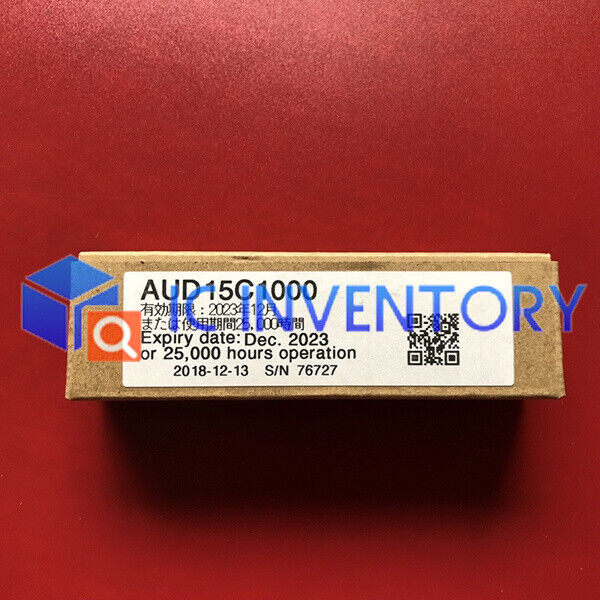 AUD15C1000
ICINVENTORY
有効期限：2023年12月
または使用期間25,000時間
Expiry date: Dec. 2023
or 25,000 hours operation
2018-12-13 S/N 76727